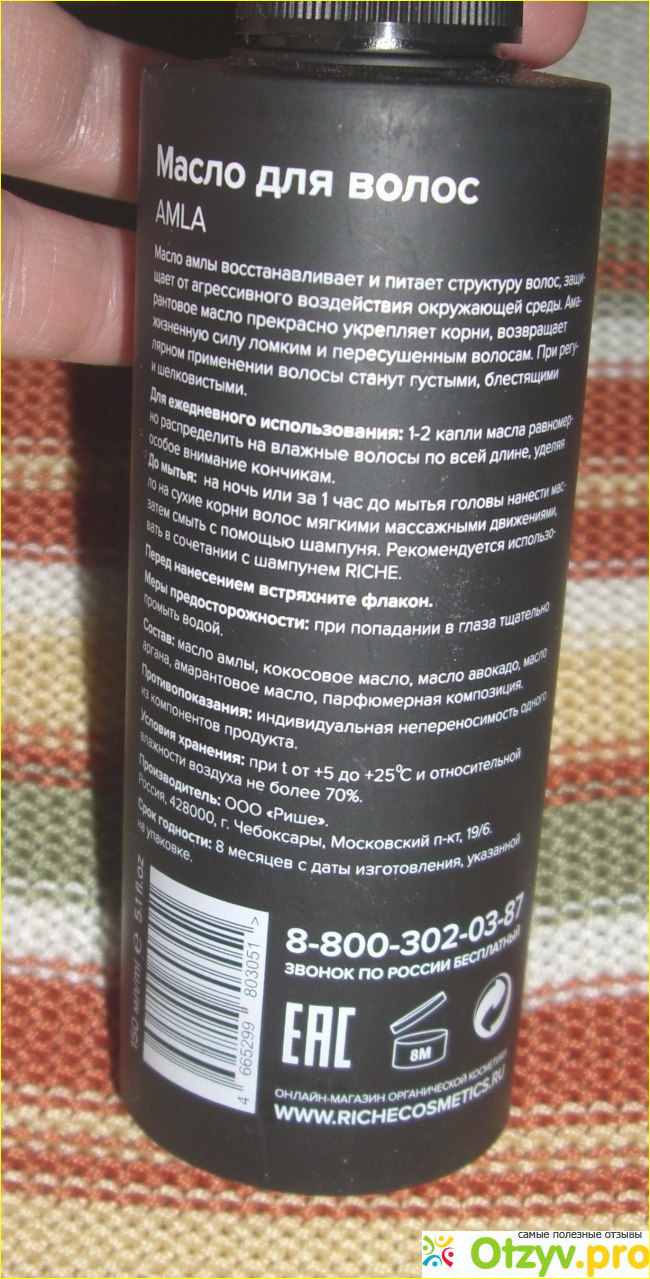 Масло для волос
AMLA
Масло амлы восстанавливает и питает структуру волос, защи-
щает от агрессивного воздействия окружающей среды. Ама-
рантовое масло прекрасно укрепляет корни, возвращает
жизненную силу ломким и пересушенным волосам. При регу-
лярном применении волосы станут густыми, блестящими
и шелковистыми.
Для ежедневного использования: 1-2 капли масла равномер-
но распределить на влажные волосы по всей длине, уделяя
особое внимание кончикам.
До мытья: на ночь или за 1 час до мытья головы нанести мас-
ло на сухие корни волос мягкими массажными движениями,
затем смыть с помощью шампуня. Рекомендуется использо-
вать в сочетании с шампунем RICHE.
Перед нанесением встряхните флакон.
Меры предосторожности: при попадании в глаза тщательно
промыть водой.
Состав: масло амлы, кокосовое масло, масло авокадо, масло
аргана, амарантовое масло, парфюмерная композиция.
Противопоказания: индивидуальная непереносимость одного
из компонентов продукта.
Условия хранения: при t от +5 до +25°C и относительной
влажности воздуха не более 70%.
Производитель: ООО «Рише».
Россия, 428000, г. Чебоксары, Московский п-кт, 19/6.
Срок годности: 8 месяцев с даты изготовления, указанной
на упаковке.
150 мл/ml e 5.1 fl.oz
4 665299 803051 >
8-800-302-03-87
ЗВОНОК ПО РОССИИ БЕСПЛАТНЫЙ
EAC
8M
ОНЛАЙН-МАГАЗИН ОРГАНИЧЕСКОЙ КОСМЕТИКИ
WWW.RICHECOSMETICS.RU
самые полезные отзывы
Otzyv.pro